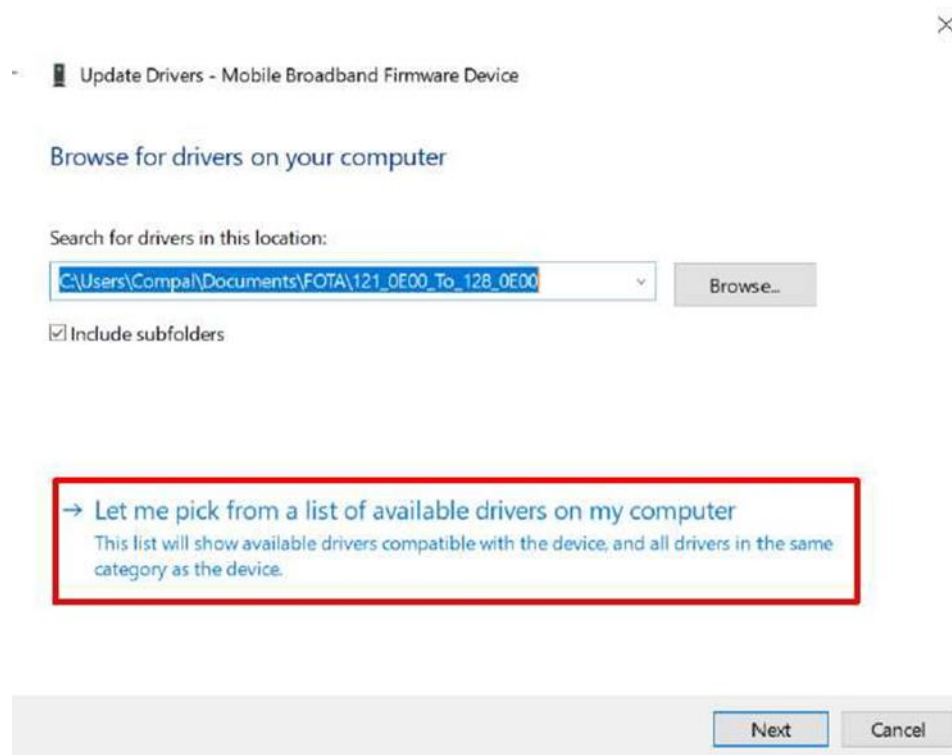 Update Drivers - Mobile Broadband Firmware Device
Browse for drivers on your computer
Search for drivers in this location:
C:\Users\Compal\Documents\FOTA\121_0E00_To_128_0E00
Browse...
Include subfolders
→ Let me pick from a list of available drivers on my computer
This list will show available drivers compatible with the device, and all drivers in the same
category as the device.
Next Cancel